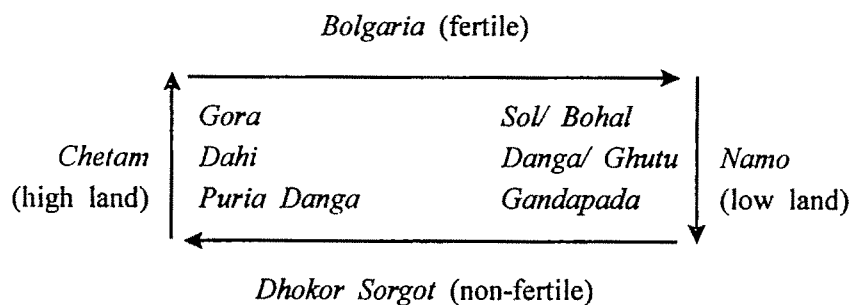 Bolgaria (fertile)
Gora Sol/ Bohal
Chetam Dahi Danga/ Ghutu Namo
(high land) Puria Danga Gandapada (low land)
Dhokor Sorgot (non-fertile)